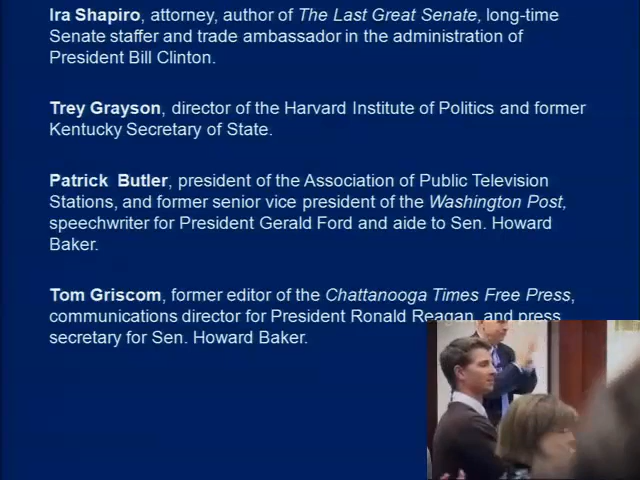 Ira Shapiro, attorney, author of The Last Great Senate, long-time
Senate staffer and trade ambassador in the administration of
President Bill Clinton.
Trey Grayson, director of the Harvard Institute of Politics and former
Kentucky Secretary of State.
Patrick Butler, president of the Association of Public Television
Stations, and former senior vice president of the Washington Post,
speechwriter for President Gerald Ford and aide to Sen. Howard
Baker.
Tom Griscom, former editor of the Chattanooga Times Free Press,
communications director for President Ronald Reagan, and press
secretary for Sen. Howard Baker.